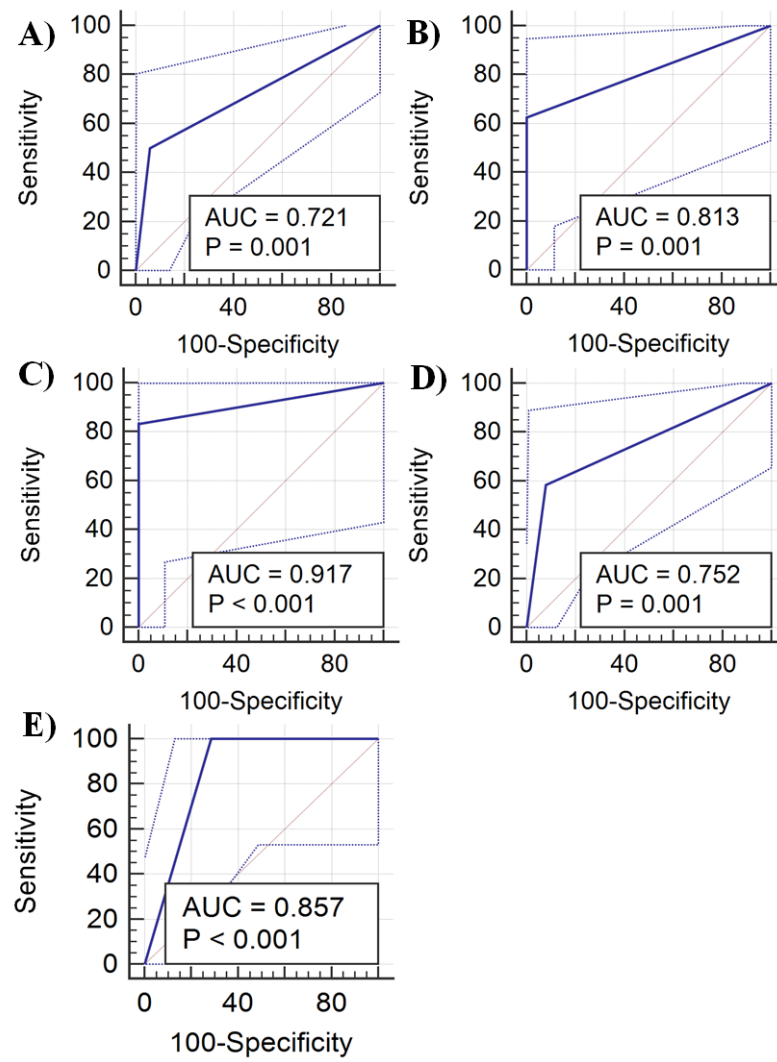 A)
100
80
60
40
20
0
Sensitivity
AUC = 0.721
P = 0.001
0 40 80
100-Specificity
B)
100
80
60
40
20
0
Sensitivity
AUC = 0.813
P = 0.001
0 40 80
100-Specificity
C)
100
80
60
40
20
0
Sensitivity
AUC = 0.917
P < 0.001
0 40 80
100-Specificity
D)
100
80
60
40
20
0
Sensitivity
AUC = 0.752
P = 0.001
0 40 80
100-Specificity
E)
100
80
60
40
20
0
Sensitivity
AUC = 0.857
P < 0.001
0 40 80
100-Specificity